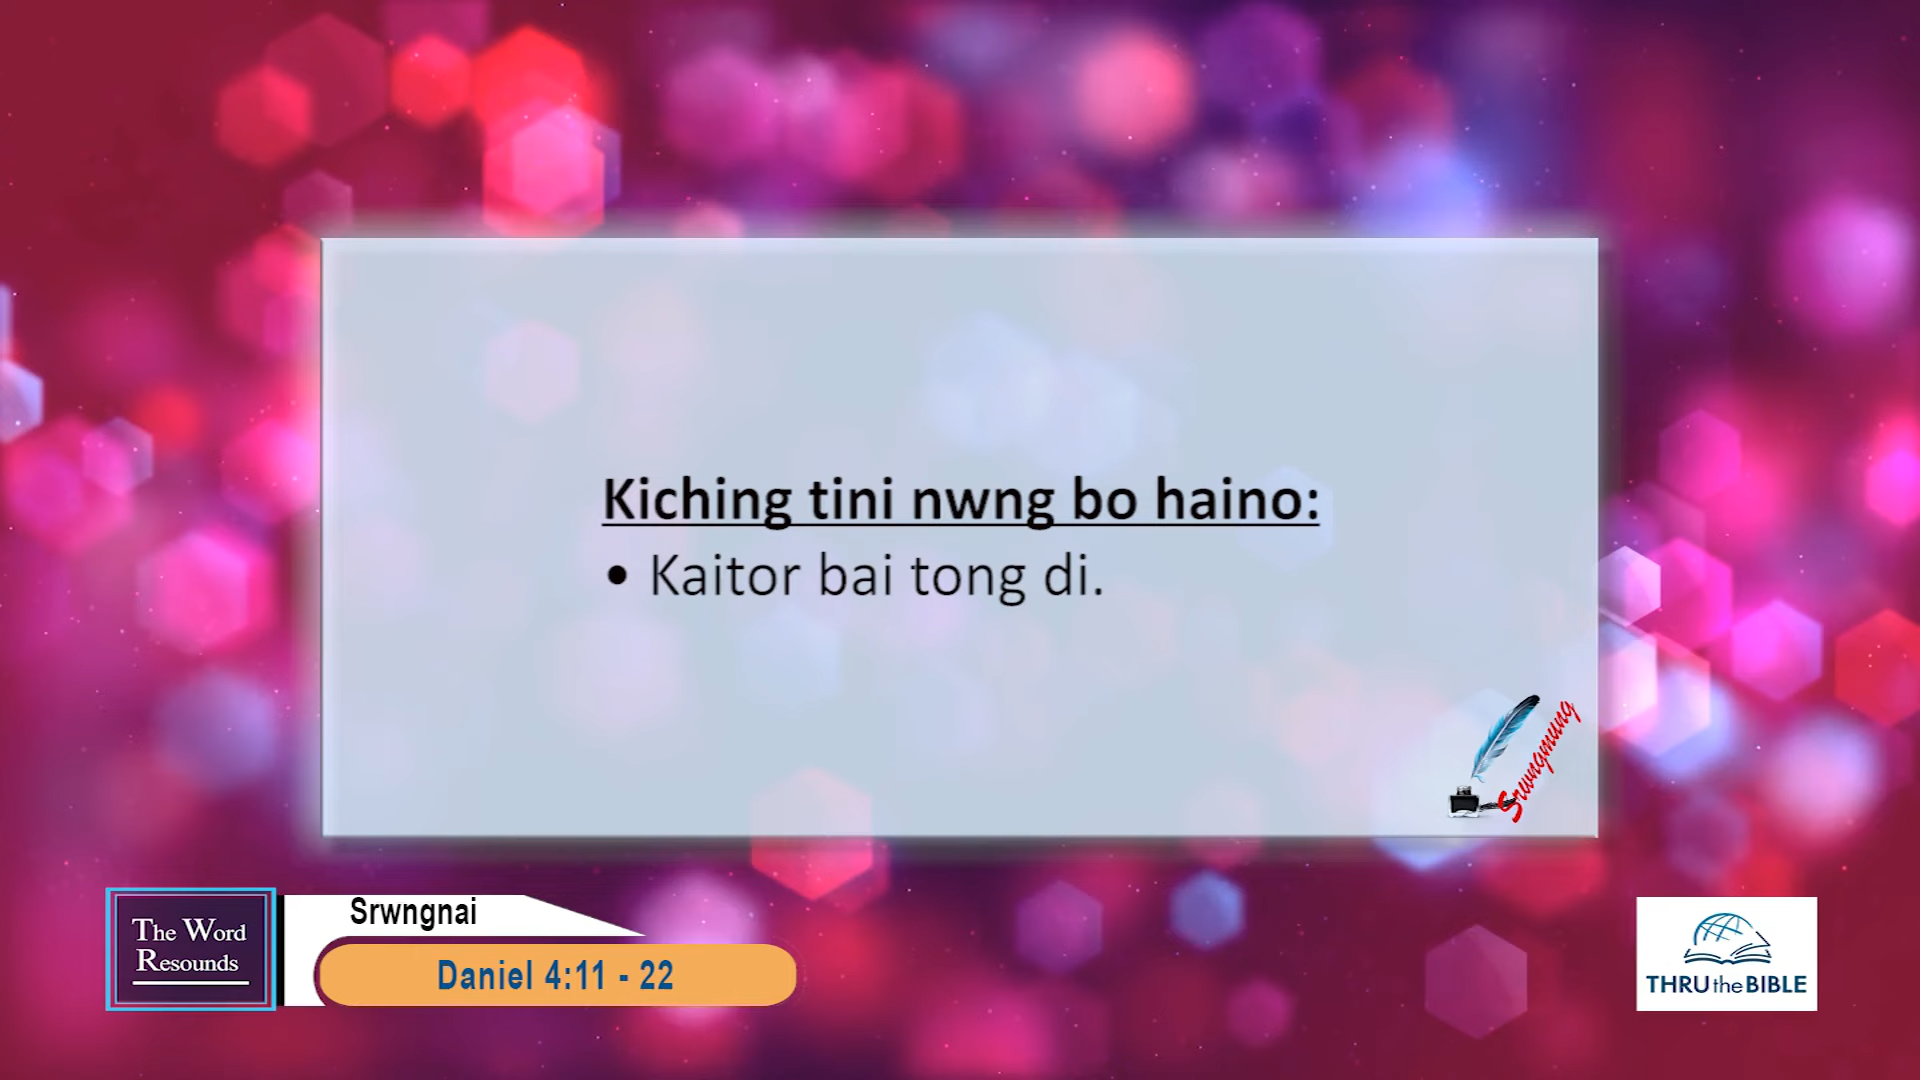 Kiching tini nwng bo haino:
• Kaitor bai tong di.
Srwngmung
The Word
Resounds
Srwngnai
Daniel 4:11 - 22
THRU the BIBLE